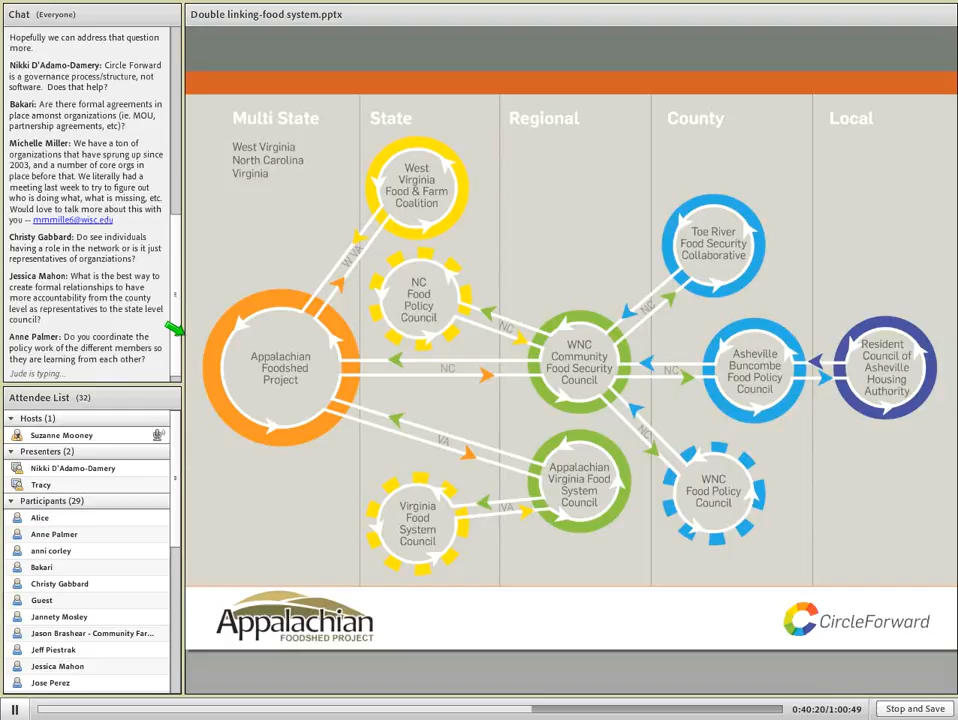 Chat (Everyone)
Hopefully we can address that question
more.
Nikki D'Adamo-Damery: Circle Forward
is a governance process/structure, not
software. Does that help?
Bakari: Are there formal agreements in
place amonst organizations (ie. MOU,
partnership agreements, etc)?
Michelle Miller: We have a ton of
organizations that have sprung up since
2003, and a number of core orgs in
place before that. We literally had a
meeting last week to try to figure out
who is doing what, what is missing, etc.
Would love to talk more about this with
you -- mmmille6@wisc.edu
Christy Gabbard: Do see individuals
having a role in the network or is it just
representatives of organziations?
Jessica Mahon: What is the best way to
create formal relationships to have
more accountability from the county
level as representatives to the state level
council?
Anne Palmer: Do you coordinate the
policy work of the different members so
they are learning from each other?
Jude is typing...
Attendee List (32)
Hosts (1)
Suzanne Mooney
Presenters (2)
Nikki D'Adamo-Damery
Tracy
Participants (29)
Alice
Anne Palmer
anni corley
Bakari
Christy Gabbard
Guest
Jannety Mosley
Jason Brashear - Community Far...
Jeff Piestrak
Jessica Mahon
Jose Perez
Double linking-food system.pptx
Multi State
State
Regional
County
Local
West Virginia
North Carolina
Virginia
West
Virginia
Food & Farm
Coalition
W VA
NC
Food
Policy
Council
NC
Toe River
Food Security
Collaborative
NC
Appalachian
Foodshed
Project
NC
WNC
Community
Food Security
Council
NC
Asheville
Buncombe
Food Policy
Council
Resident
Council of
Asheville
Housing
Authority
VA
NC
Appalachian
Virginia Food
System
Council
WNC
Food Policy
Council
Virginia
Food
System
Council
Appalachian
FOODSHED PROJECT
CircleForward
0:40:20/1:00:49
Stop and Save